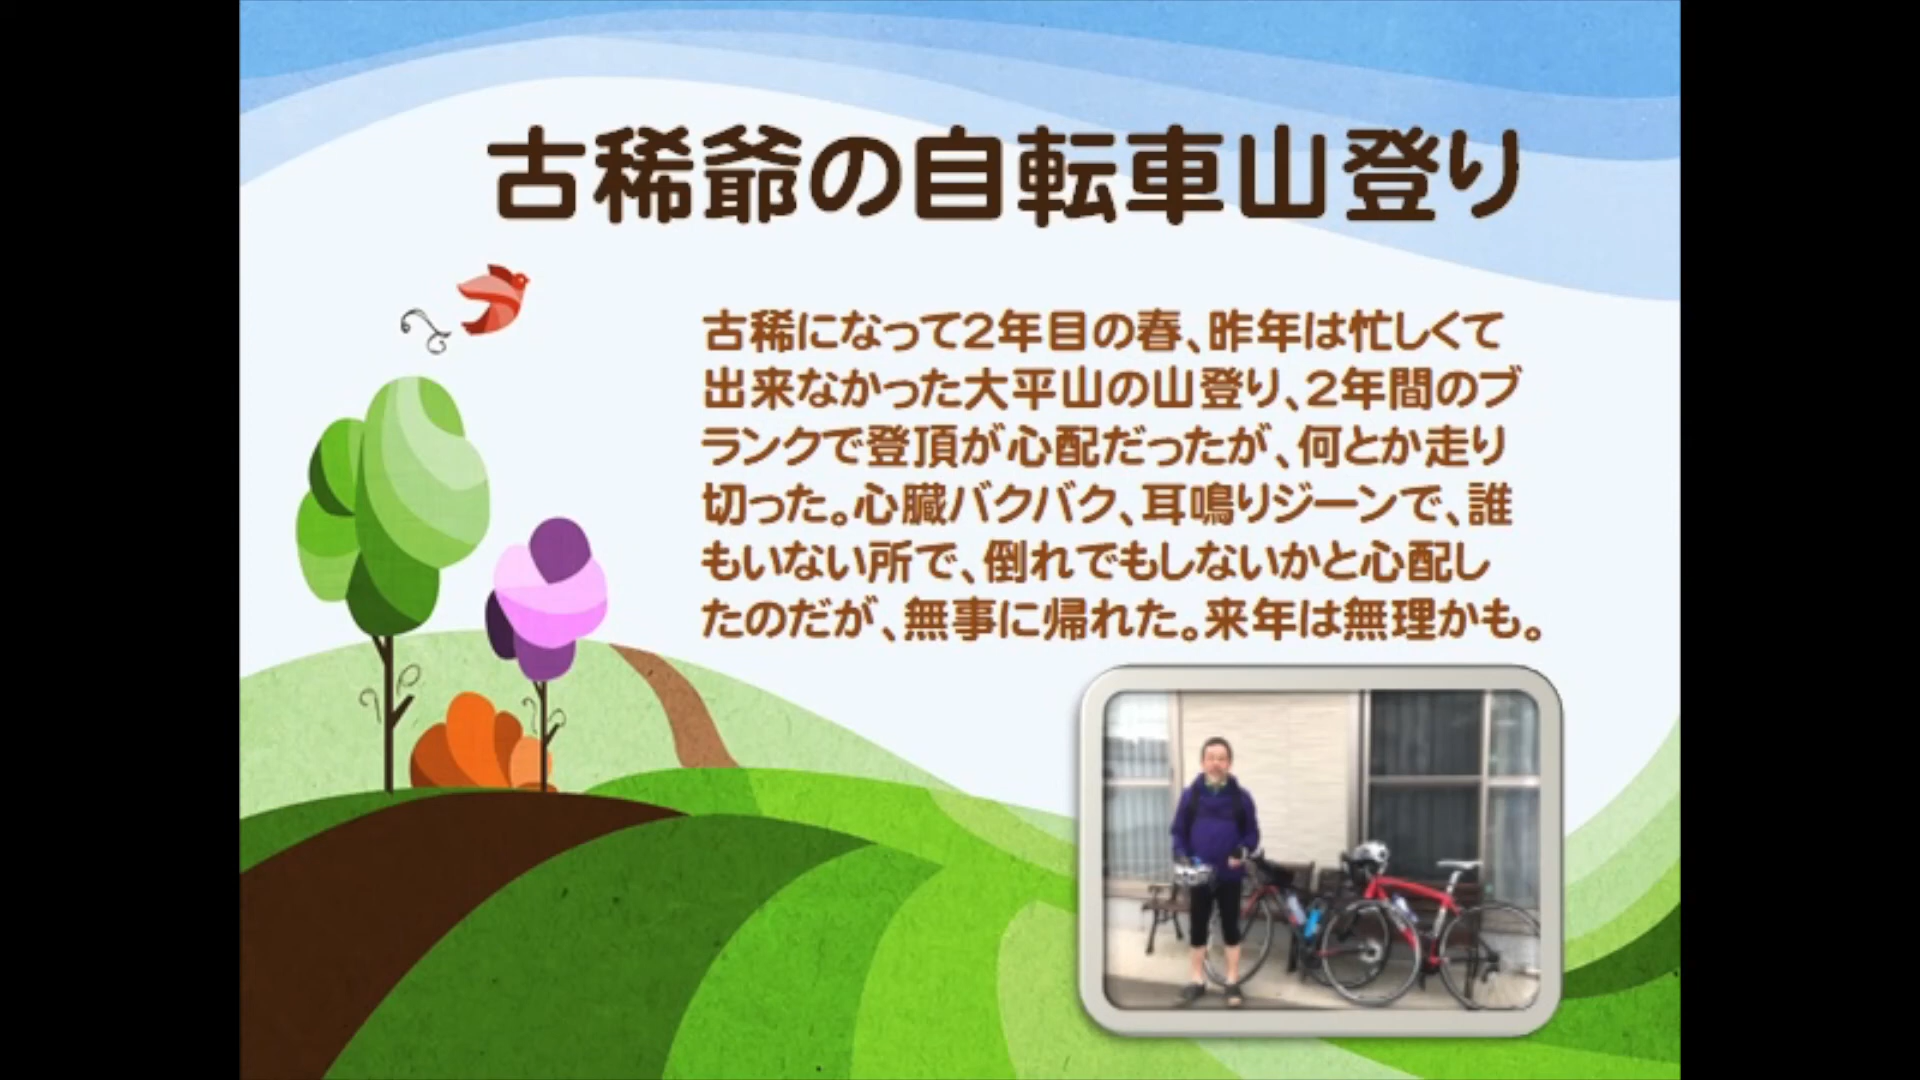 古稀爺の自転車山登り
古稀になって2年目の春、昨年は忙しくて
出来なかった大平山の山登り、2年間のブ
ランクで登頂が心配だったが、何とか走り
切った。心臓バクバク、耳鳴りジーンで、誰
もいない所で、倒れでもしないかと心配し
たのだが、無事に帰れた。来年は無理かも。